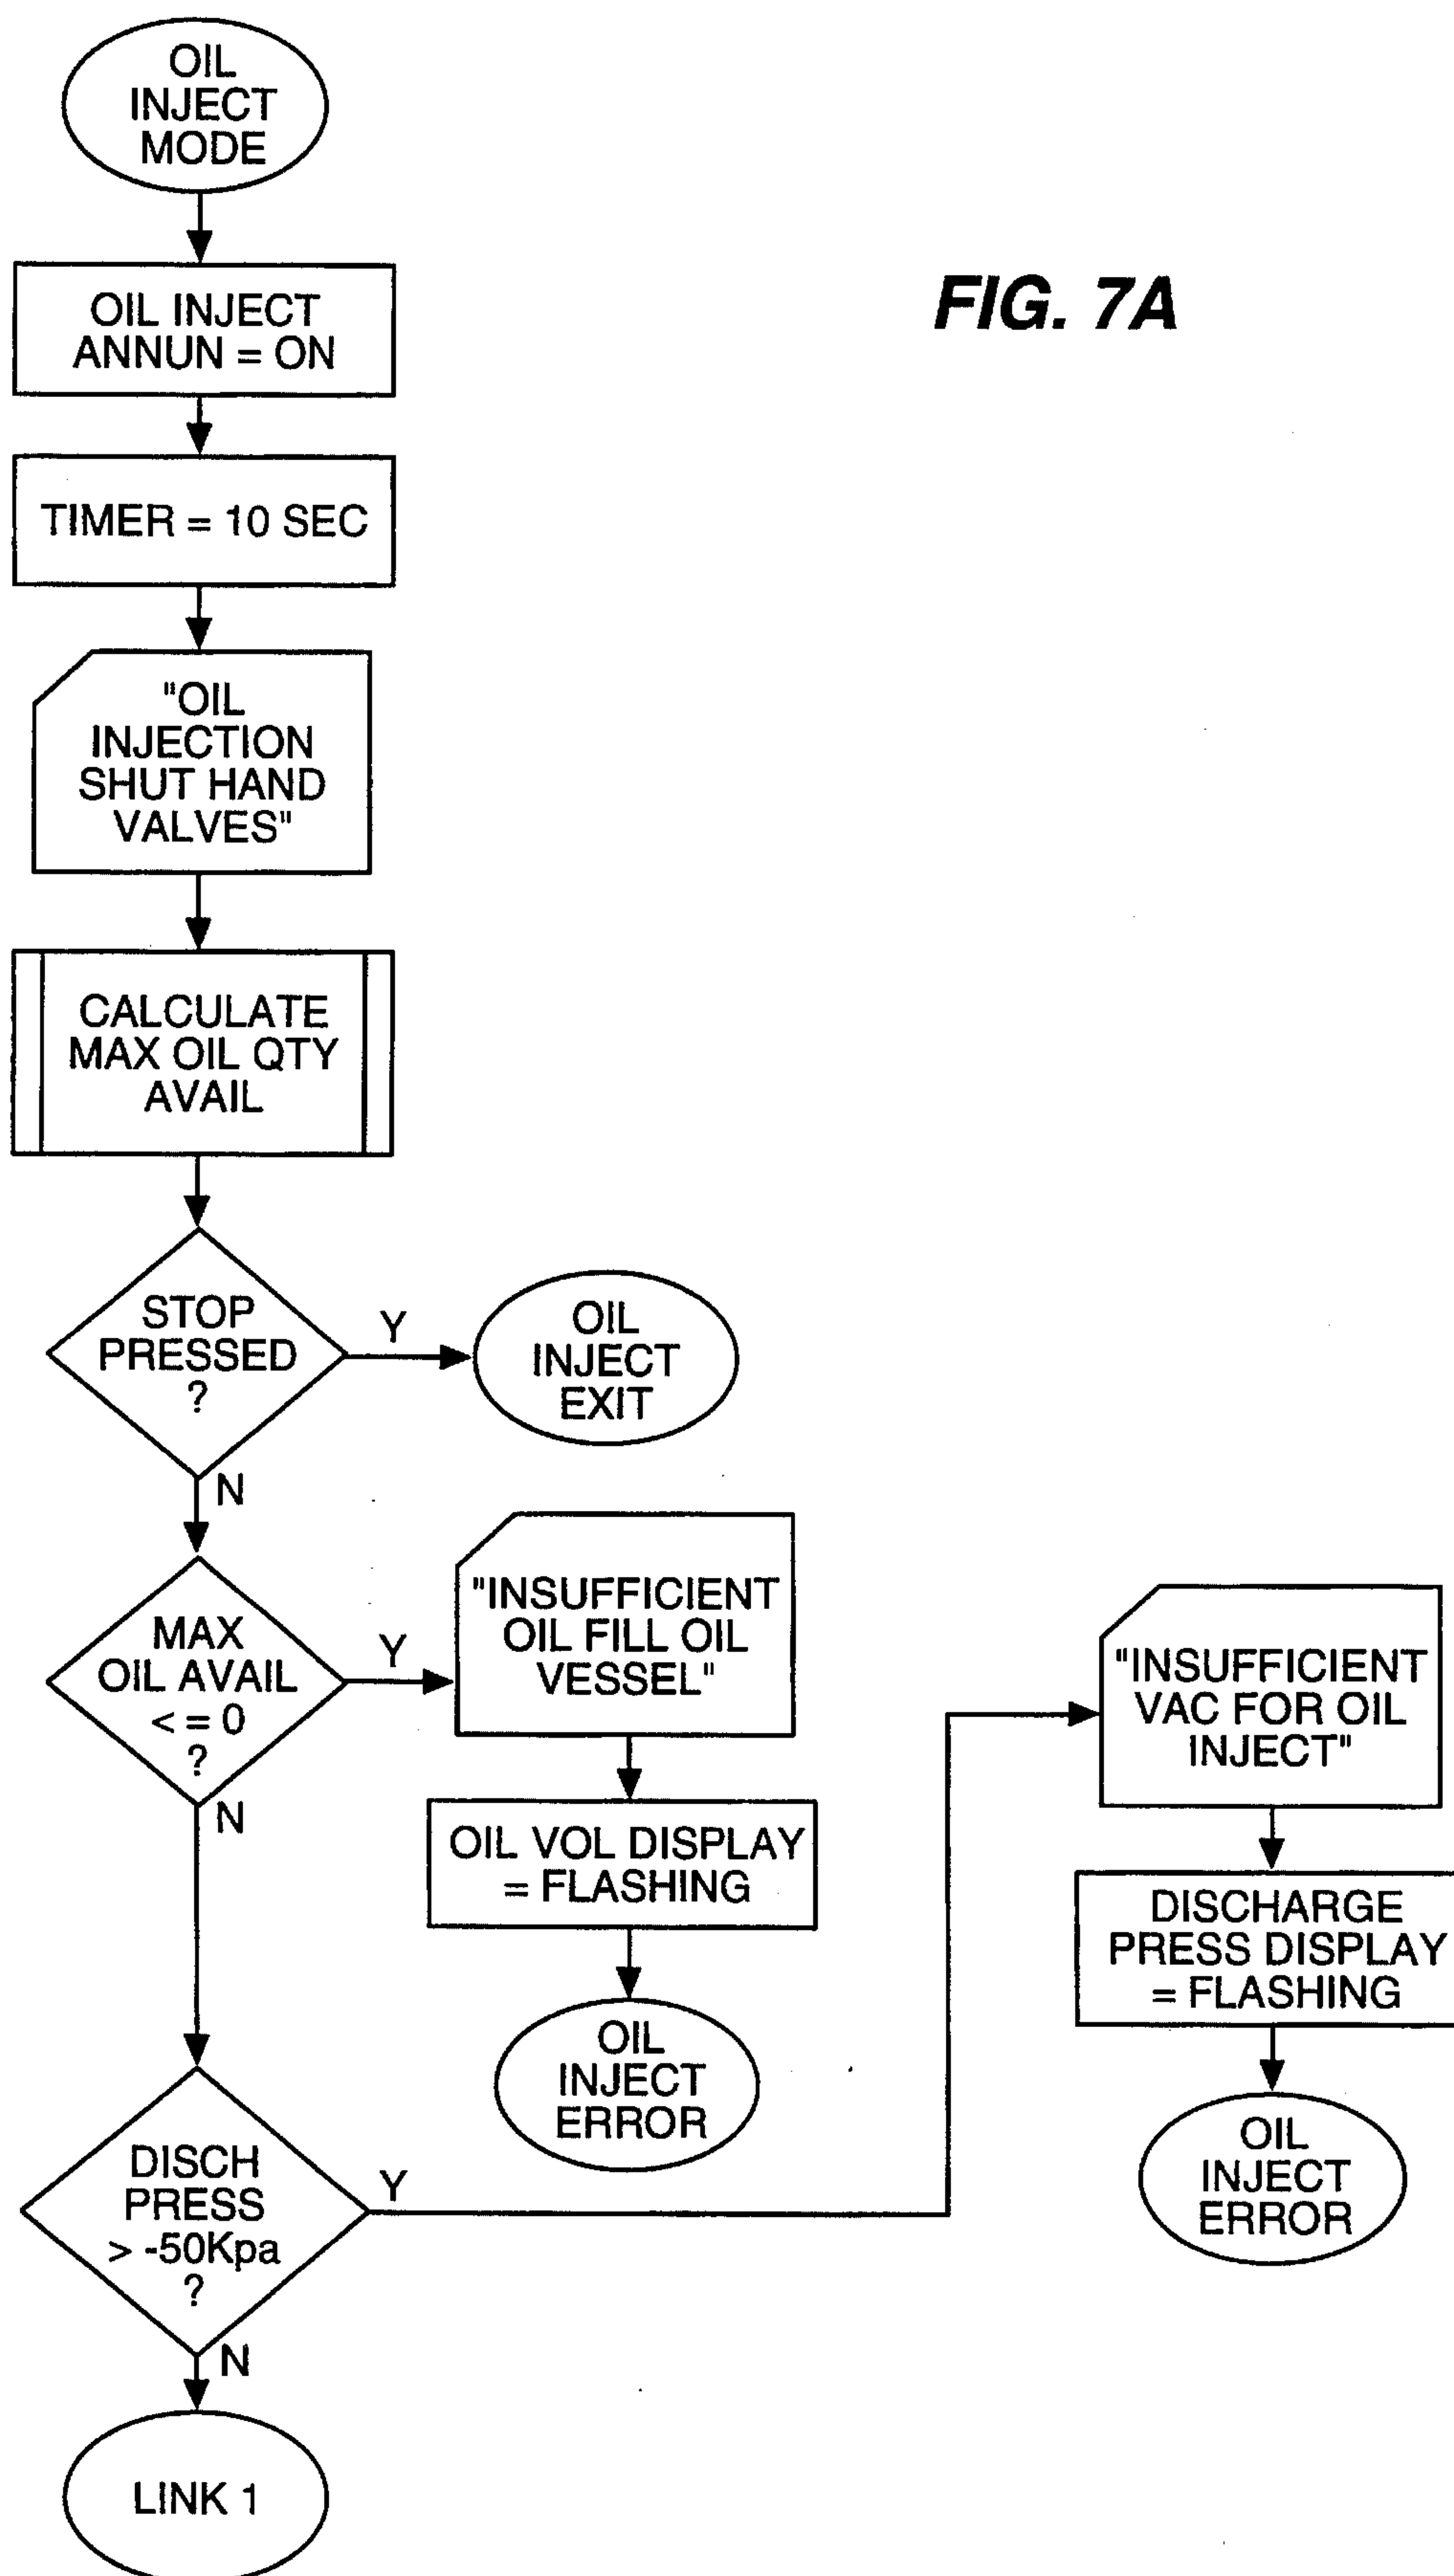 OIL
INJECT
MODE
FIG. 7A
OIL INJECT
ANNUN = ON
TIMER = 10 SEC
"OIL
INJECTION
SHUT HAND
VALVES"
CALCULATE
MAX OIL QTY
AVAIL
STOP
PRESSED
?
Y
OIL
INJECT
EXIT
N
MAX
OIL AVAIL
< = 0
?
Y
"INSUFFICIENT
OIL FILL OIL
VESSEL"
OIL VOL DISPLAY
= FLASHING
OIL
INJECT
ERROR
N
DISCH
PRESS
> -50Kpa
?
Y
"INSUFFICIENT
VAC FOR OIL
INJECT"
DISCHARGE
PRESS DISPLAY
= FLASHING
OIL
INJECT
ERROR
N
LINK 1